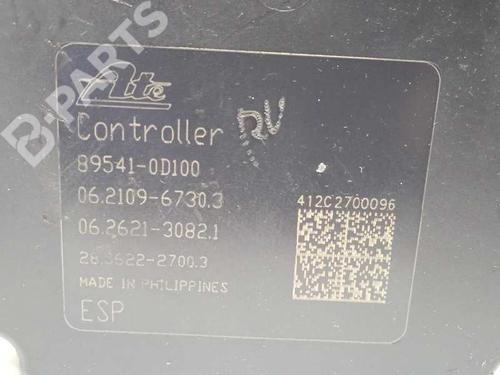 Ate
Controller
RV
89541-0D100
06.2109-6730.3
412C2700096
06.2621-3082.1
28.3622-2700.3
MADE IN PHILIPPINES
ESP
B-PARTS